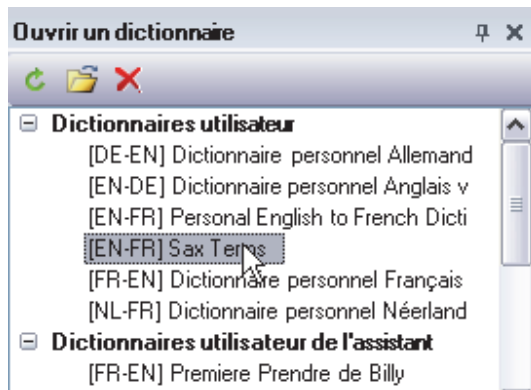 Ouvrir un dictionnaire
Dictionnaires utilisateur
[DE-EN] Dictionnaire personnel Allemand
[EN-DE] Dictionnaire personnel Anglais v
[EN-FR] Personal English to French Dicti
[EN-FR] Sax Terms
[FR-EN] Dictionnaire personnel Français
[NL-FR] Dictionnaire personnel Néerland
Dictionnaires utilisateur de l'assistant
[FR-EN] Premiere Prendre de Billy